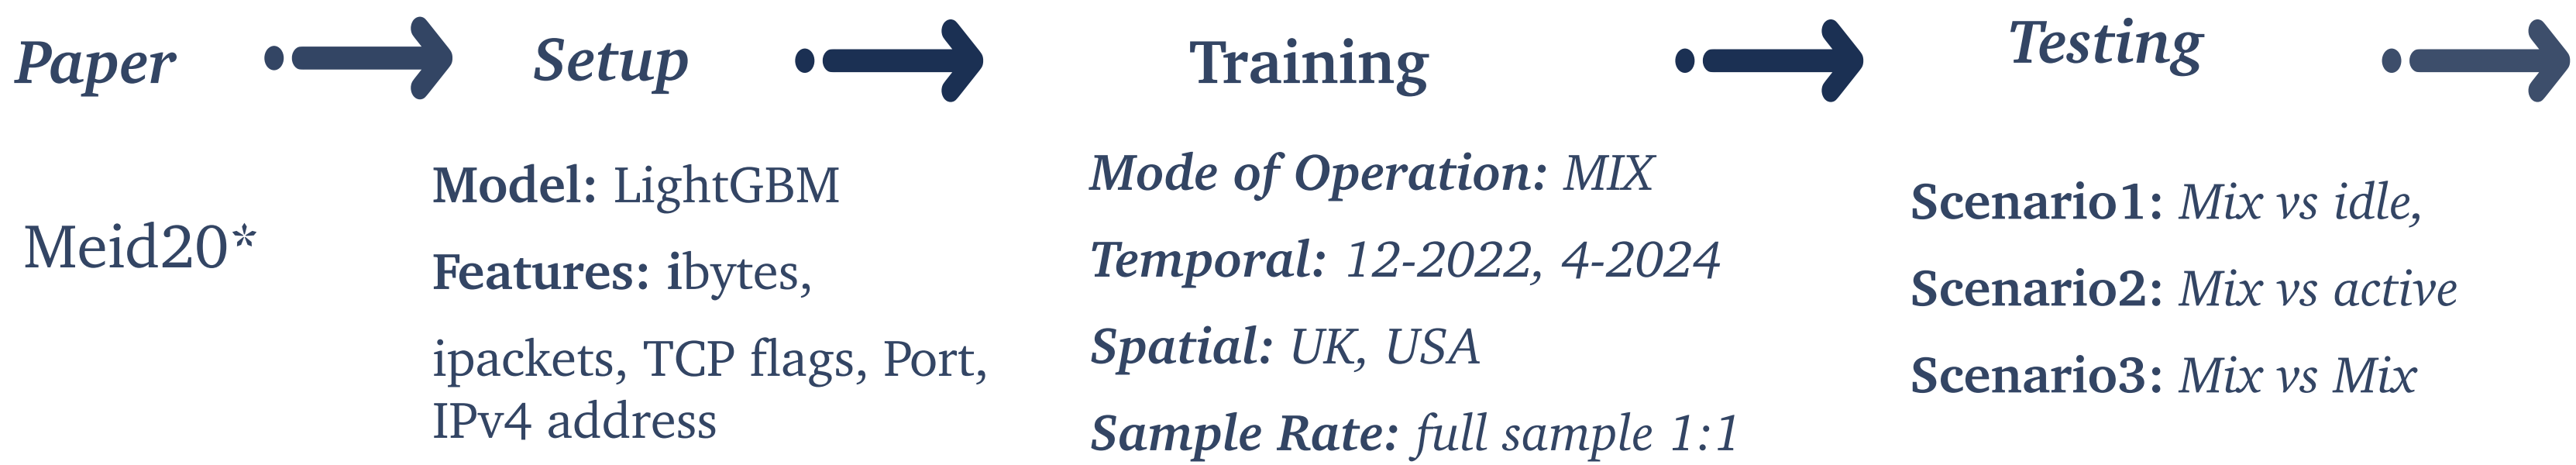 Paper
Setup
Training
Testing
Meid20*
Model: LightGBM
Features: ibytes,
ipackets, TCP flags, Port,
IPv4 address
Mode of Operation: MIX
Temporal: 12-2022, 4-2024
Spatial: UK, USA
Sample Rate: full sample 1:1
Scenario1: Mix vs idle,
Scenario2: Mix vs active
Scenario3: Mix vs Mix